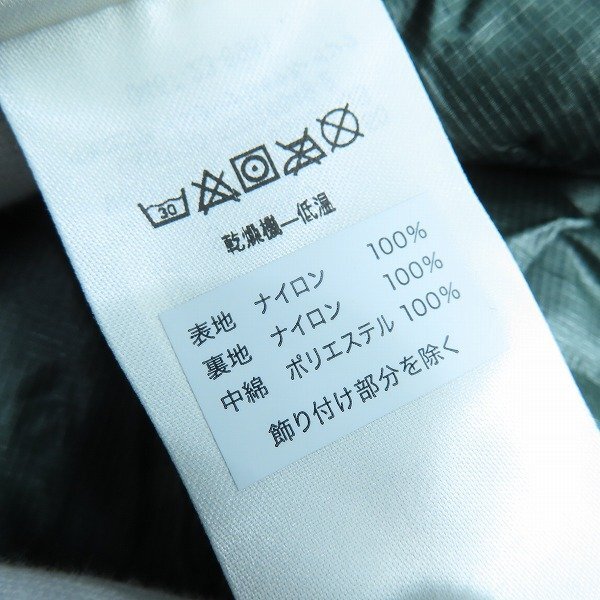 30
乾燥機—低温
表地 ナイロン 100%
裏地 ナイロン 100%
中綿 ポリエステル 100%
飾り付け部分を除く